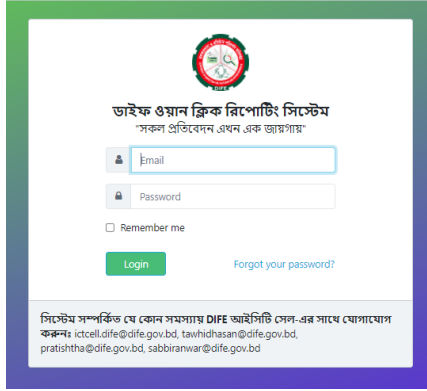 DIFE
ডাইফ ওয়ান ক্লিক রিপোর্টিং সিস্টেম
"সকল প্রতিবেদন এখন এক জায়গায়"
Email
Password
Remember me
Login Forgot your password?
সিস্টেম সম্পর্কিত যে কোন সমস্যায় DIFE আইসিটি সেল-এর সাথে যোগাযোগ
করুনঃ ictcell.dife@dife.gov.bd, tawhidhasan@dife.gov.bd,
pratishtha@dife.gov.bd, sabbiranwar@dife.gov.bd